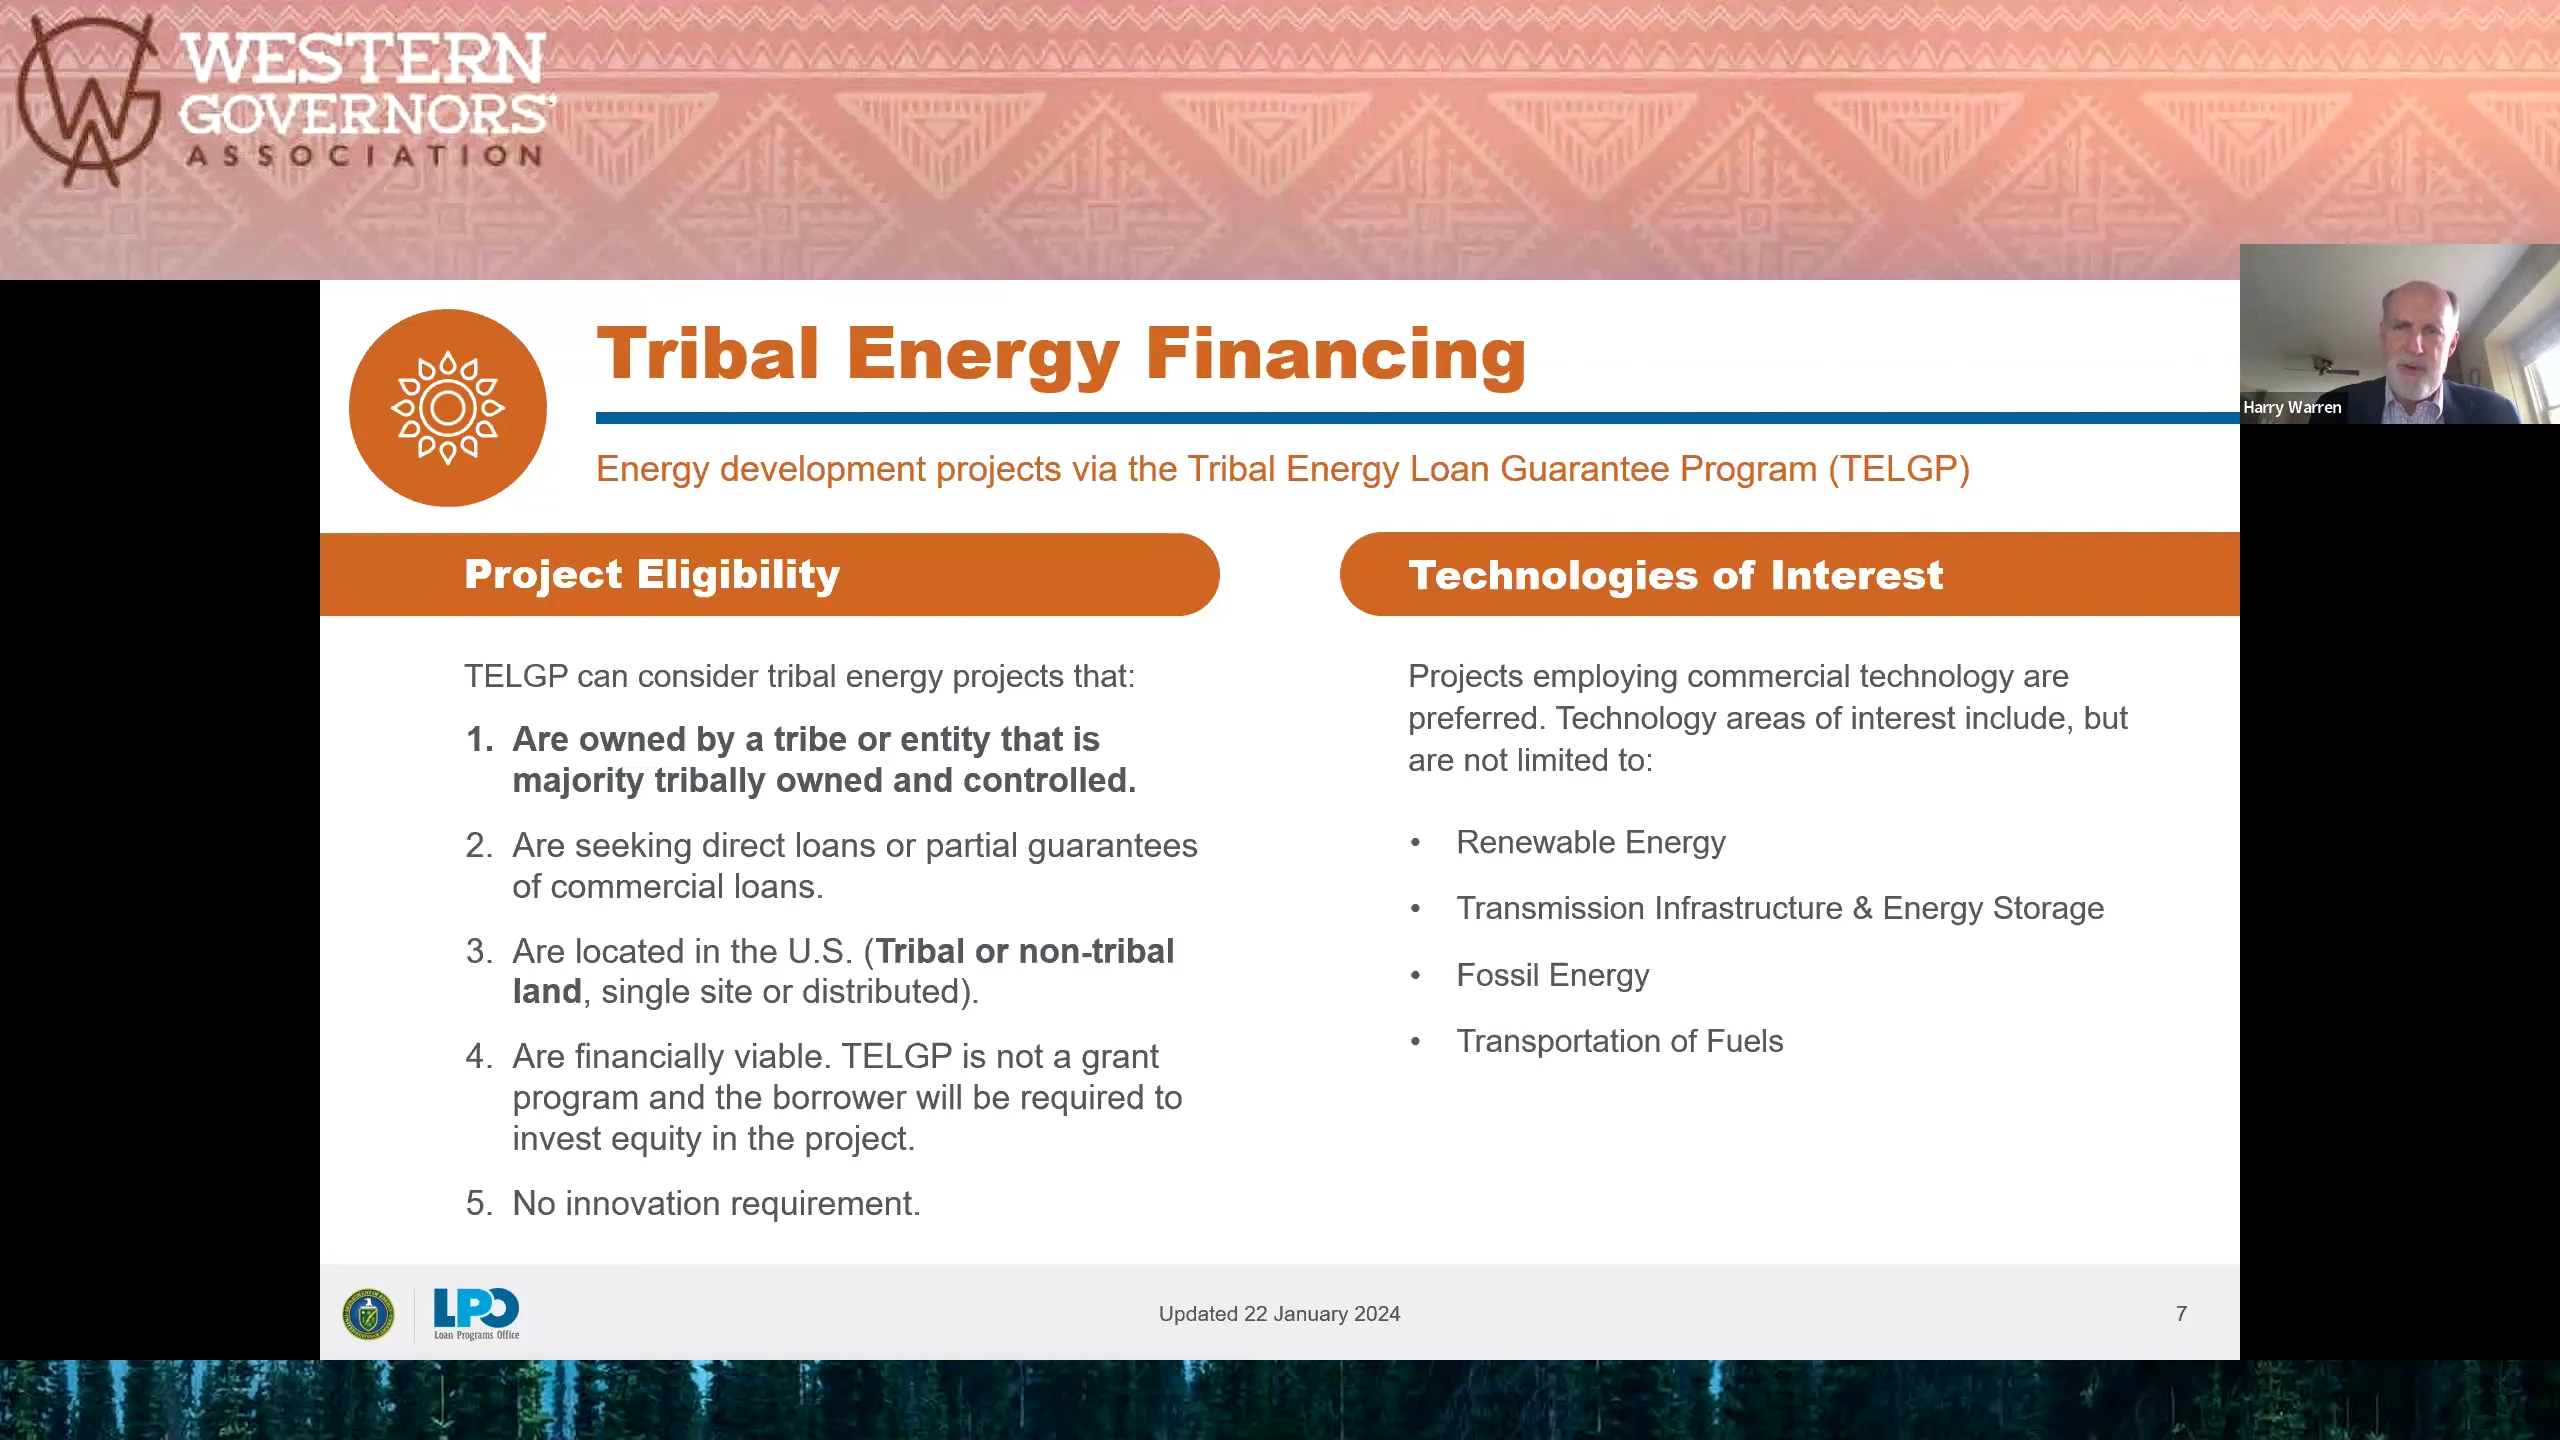 WESTERN
GOVERNORS'
ASSOCIATION
Harry Warren
Tribal Energy Financing
Energy development projects via the Tribal Energy Loan Guarantee Program (TELGP)
Project Eligibility
TELGP can consider tribal energy projects that:
1. Are owned by a tribe or entity that is
majority tribally owned and controlled.
2. Are seeking direct loans or partial guarantees
of commercial loans.
3. Are located in the U.S. (Tribal or non-tribal
land, single site or distributed).
4. Are financially viable. TELGP is not a grant
program and the borrower will be required to
invest equity in the project.
5. No innovation requirement.
Technologies of Interest
Projects employing commercial technology are
preferred. Technology areas of interest include, but
are not limited to:
• Renewable Energy
• Transmission Infrastructure & Energy Storage
• Fossil Energy
• Transportation of Fuels
LPO
Loan Programs Office
Updated 22 January 2024
7